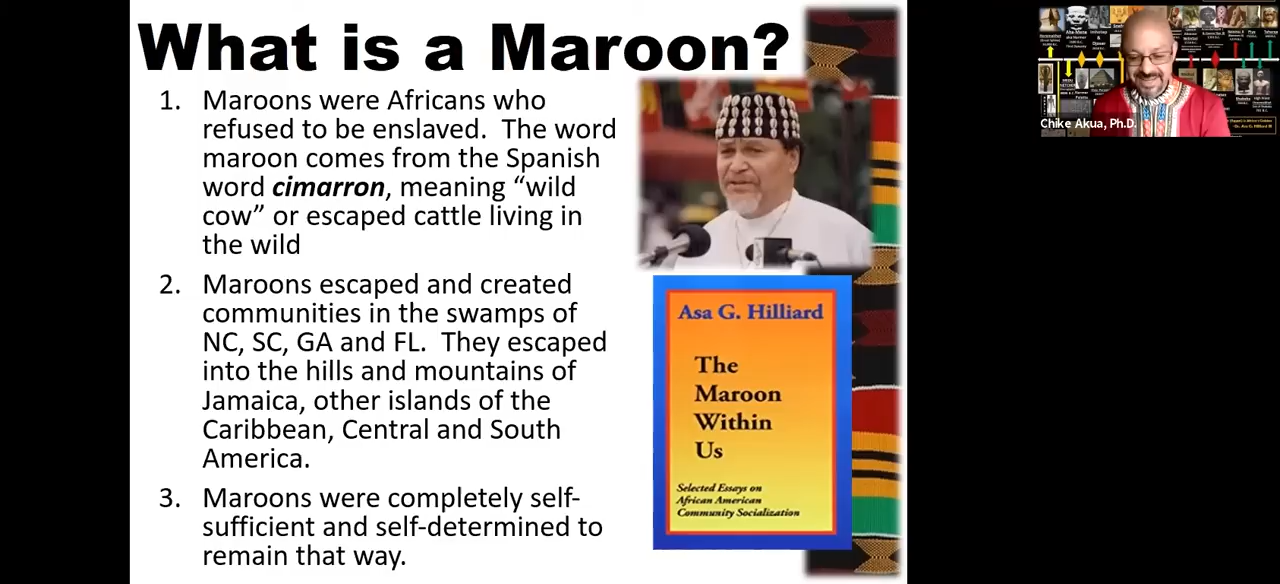 What is a Maroon?
1. Maroons were Africans who
refused to be enslaved. The word
maroon comes from the Spanish
word cimarron, meaning “wild
cow” or escaped cattle living in
the wild
2. Maroons escaped and created
communities in the swamps of
NC, SC, GA and FL. They escaped
into the hills and mountains of
Jamaica, other islands of the
Caribbean, Central and South
America.
3. Maroons were completely self-
sufficient and self-determined to
remain that way.
Asa G. Hilliard
The
Maroon
Within
Us
Selected Essays on
African American
Community Socialization
Chike Akua, Ph.D.